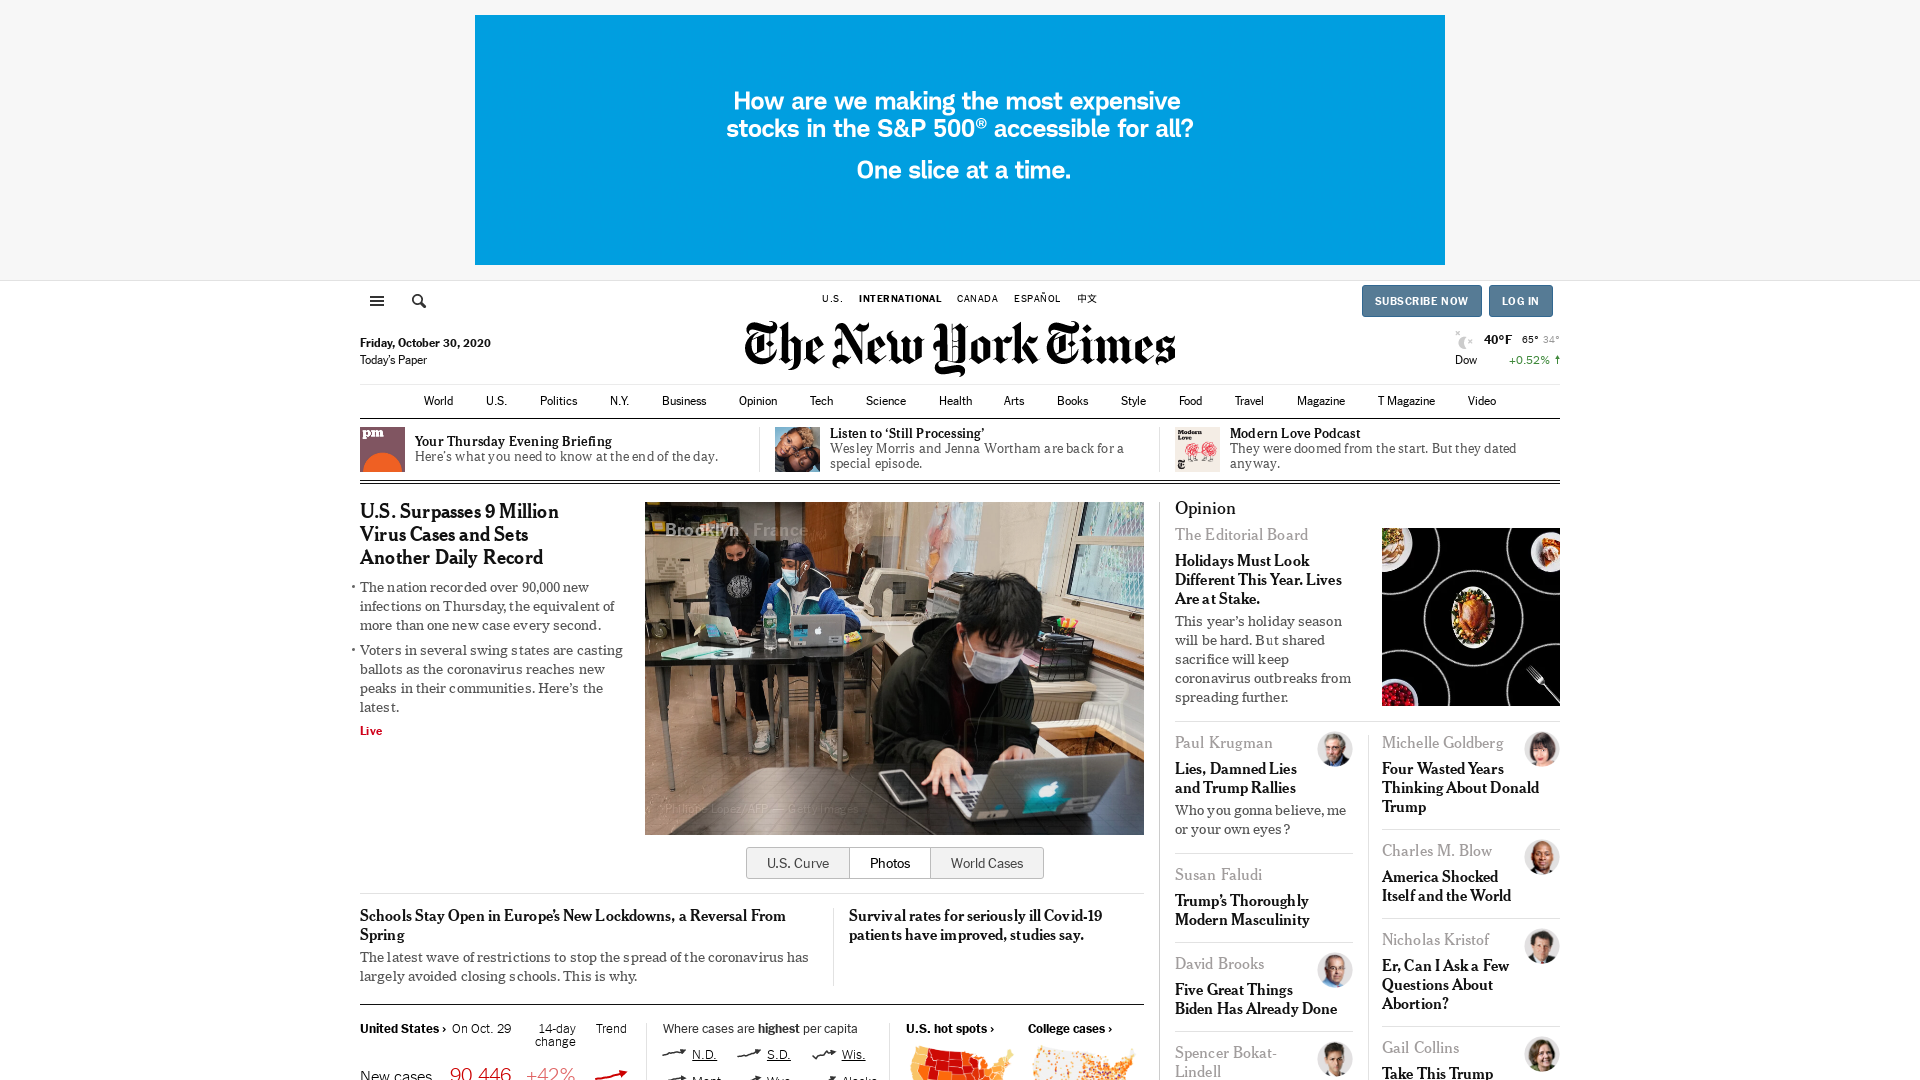 How are we making the most expensive
stocks in the S&P 500® accessible for all?
One slice at a time.
U.S.
INTERNATIONAL
CANADA
ESPAÑOL
中文
SUBSCRIBE NOW
LOG IN
Friday, October 30, 2020
Today's Paper
The New York Times
40°F 65° 34°
Dow +0.52%
World
U.S.
Politics
N.Y.
Business
Opinion
Tech
Science
Health
Arts
Books
Style
Food
Travel
Magazine
T Magazine
Video
pm
Your Thursday Evening Briefing
Here's what you need to know at the end of the day.
Listen to ‘Still Processing’
Wesley Morris and Jenna Wortham are back for a
special episode.
Modern
Love
Modern Love Podcast
They were doomed from the start. But they dated
anyway.
U.S. Surpasses 9 Million
Virus Cases and Sets
Another Daily Record
• The nation recorded over 90,000 new
infections on Thursday, the equivalent of
more than one new case every second.
• Voters in several swing states are casting
ballots as the coronavirus reaches new
peaks in their communities. Here’s the
latest.
Live
Brooklyn France
U.S. Curve
Photos
World Cases
Schools Stay Open in Europe’s New Lockdowns, a Reversal From
Spring
The latest wave of restrictions to stop the spread of the coronavirus has
largely avoided closing schools. This is why.
Survival rates for seriously ill Covid-19
patients have improved, studies say.
United States › On Oct. 29 14-day change Trend
New cases 90,446 +42%
Where cases are highest per capita
N.D. S.D. Wis.
Mont. Wyo. Alaska
U.S. hot spots ›
College cases ›
Opinion
The Editorial Board
Holidays Must Look
Different This Year. Lives
Are at Stake.
This year’s holiday season
will be hard. But shared
sacrifice will keep
coronavirus outbreaks from
spreading further.
Paul Krugman
Lies, Damned Lies
and Trump Rallies
Who you gonna believe, me
or your own eyes?
Susan Faludi
Trump’s Thoroughly
Modern Masculinity
David Brooks
Five Great Things
Biden Has Already Done
Spencer Bokat-
Lindell
Michelle Goldberg
Four Wasted Years
Thinking About Donald
Trump
Charles M. Blow
America Shocked
Itself and the World
Nicholas Kristof
Er, Can I Ask a Few
Questions About
Abortion?
Gail Collins
Take This Trump